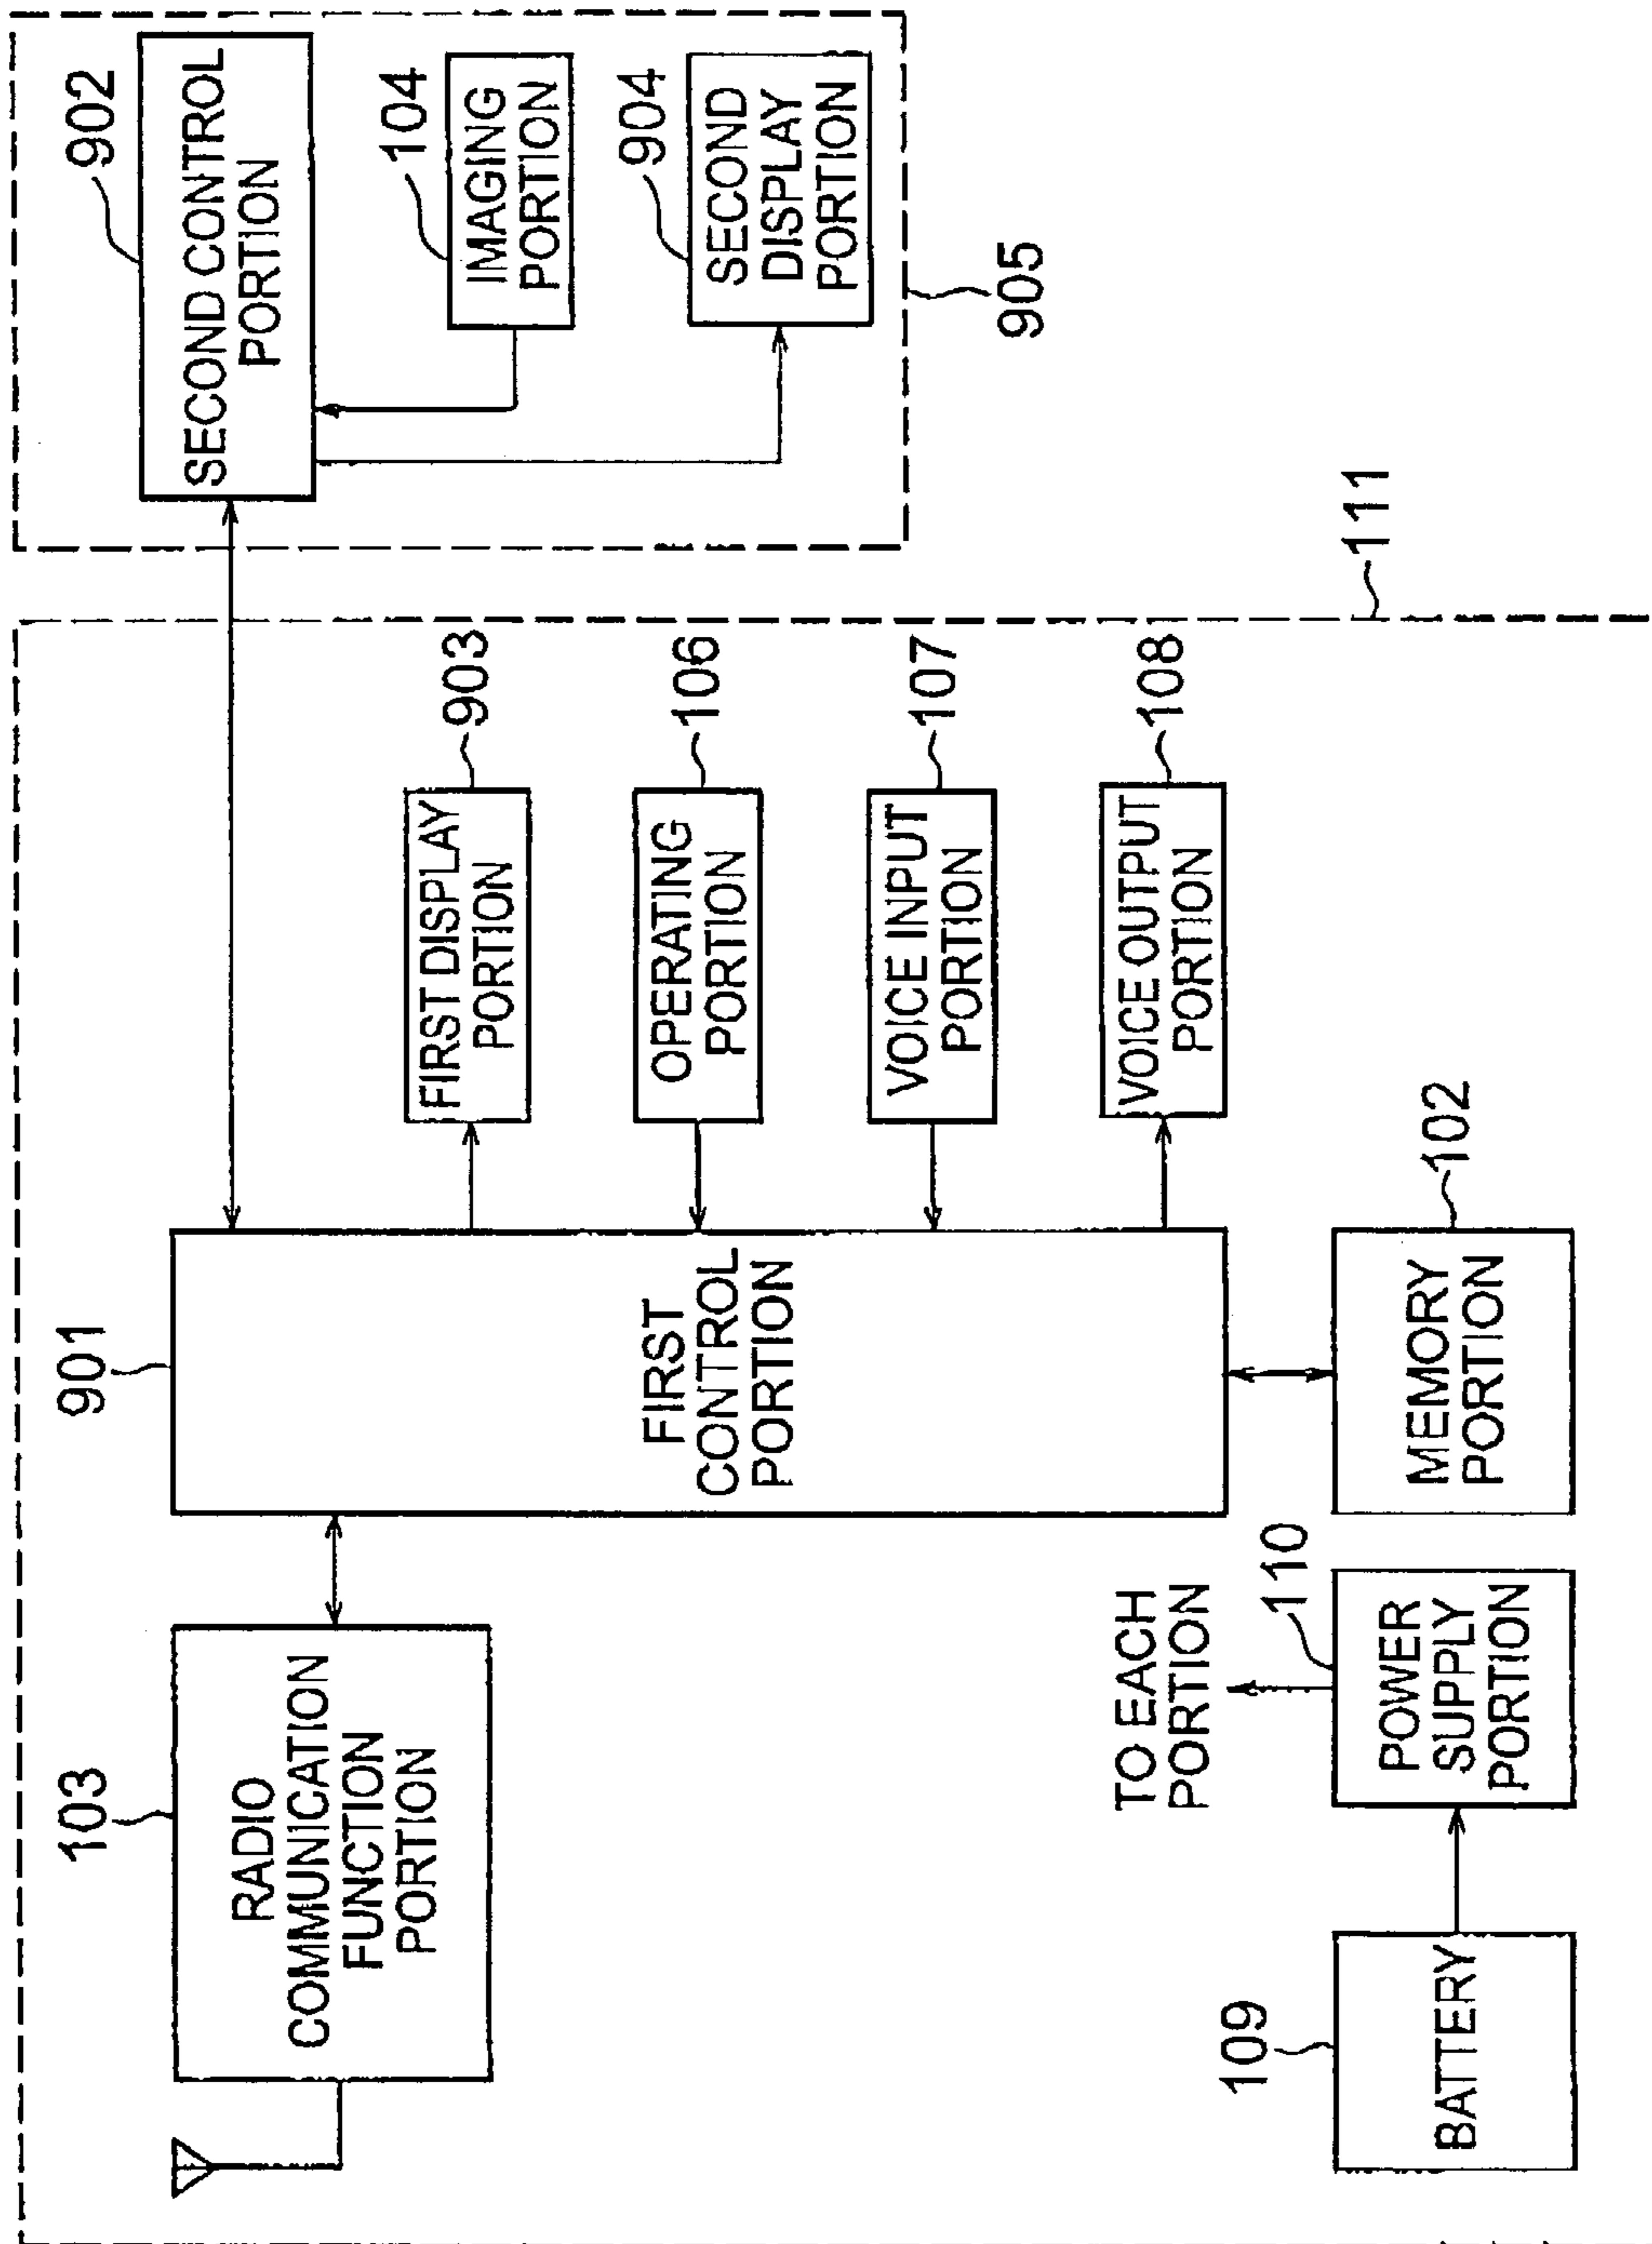 103
RADIO
COMMUNICATION
FUNCTION
PORTION
901
FIRST
CONTROL
PORTION
902
SECOND CONTROL
PORTION
104
IMAGING
PORTION
904
SECOND
DISPLAY
PORTION
905
FIRST DISPLAY
PORTION
903
OPERATING
PORTION
106
VOICE INPUT
PORTION
107
VOICE OUTPUT
PORTION
108
111
109
BATTERY
TO EACH
PORTION
110
POWER
SUPPLY
PORTION
MEMORY
PORTION
102